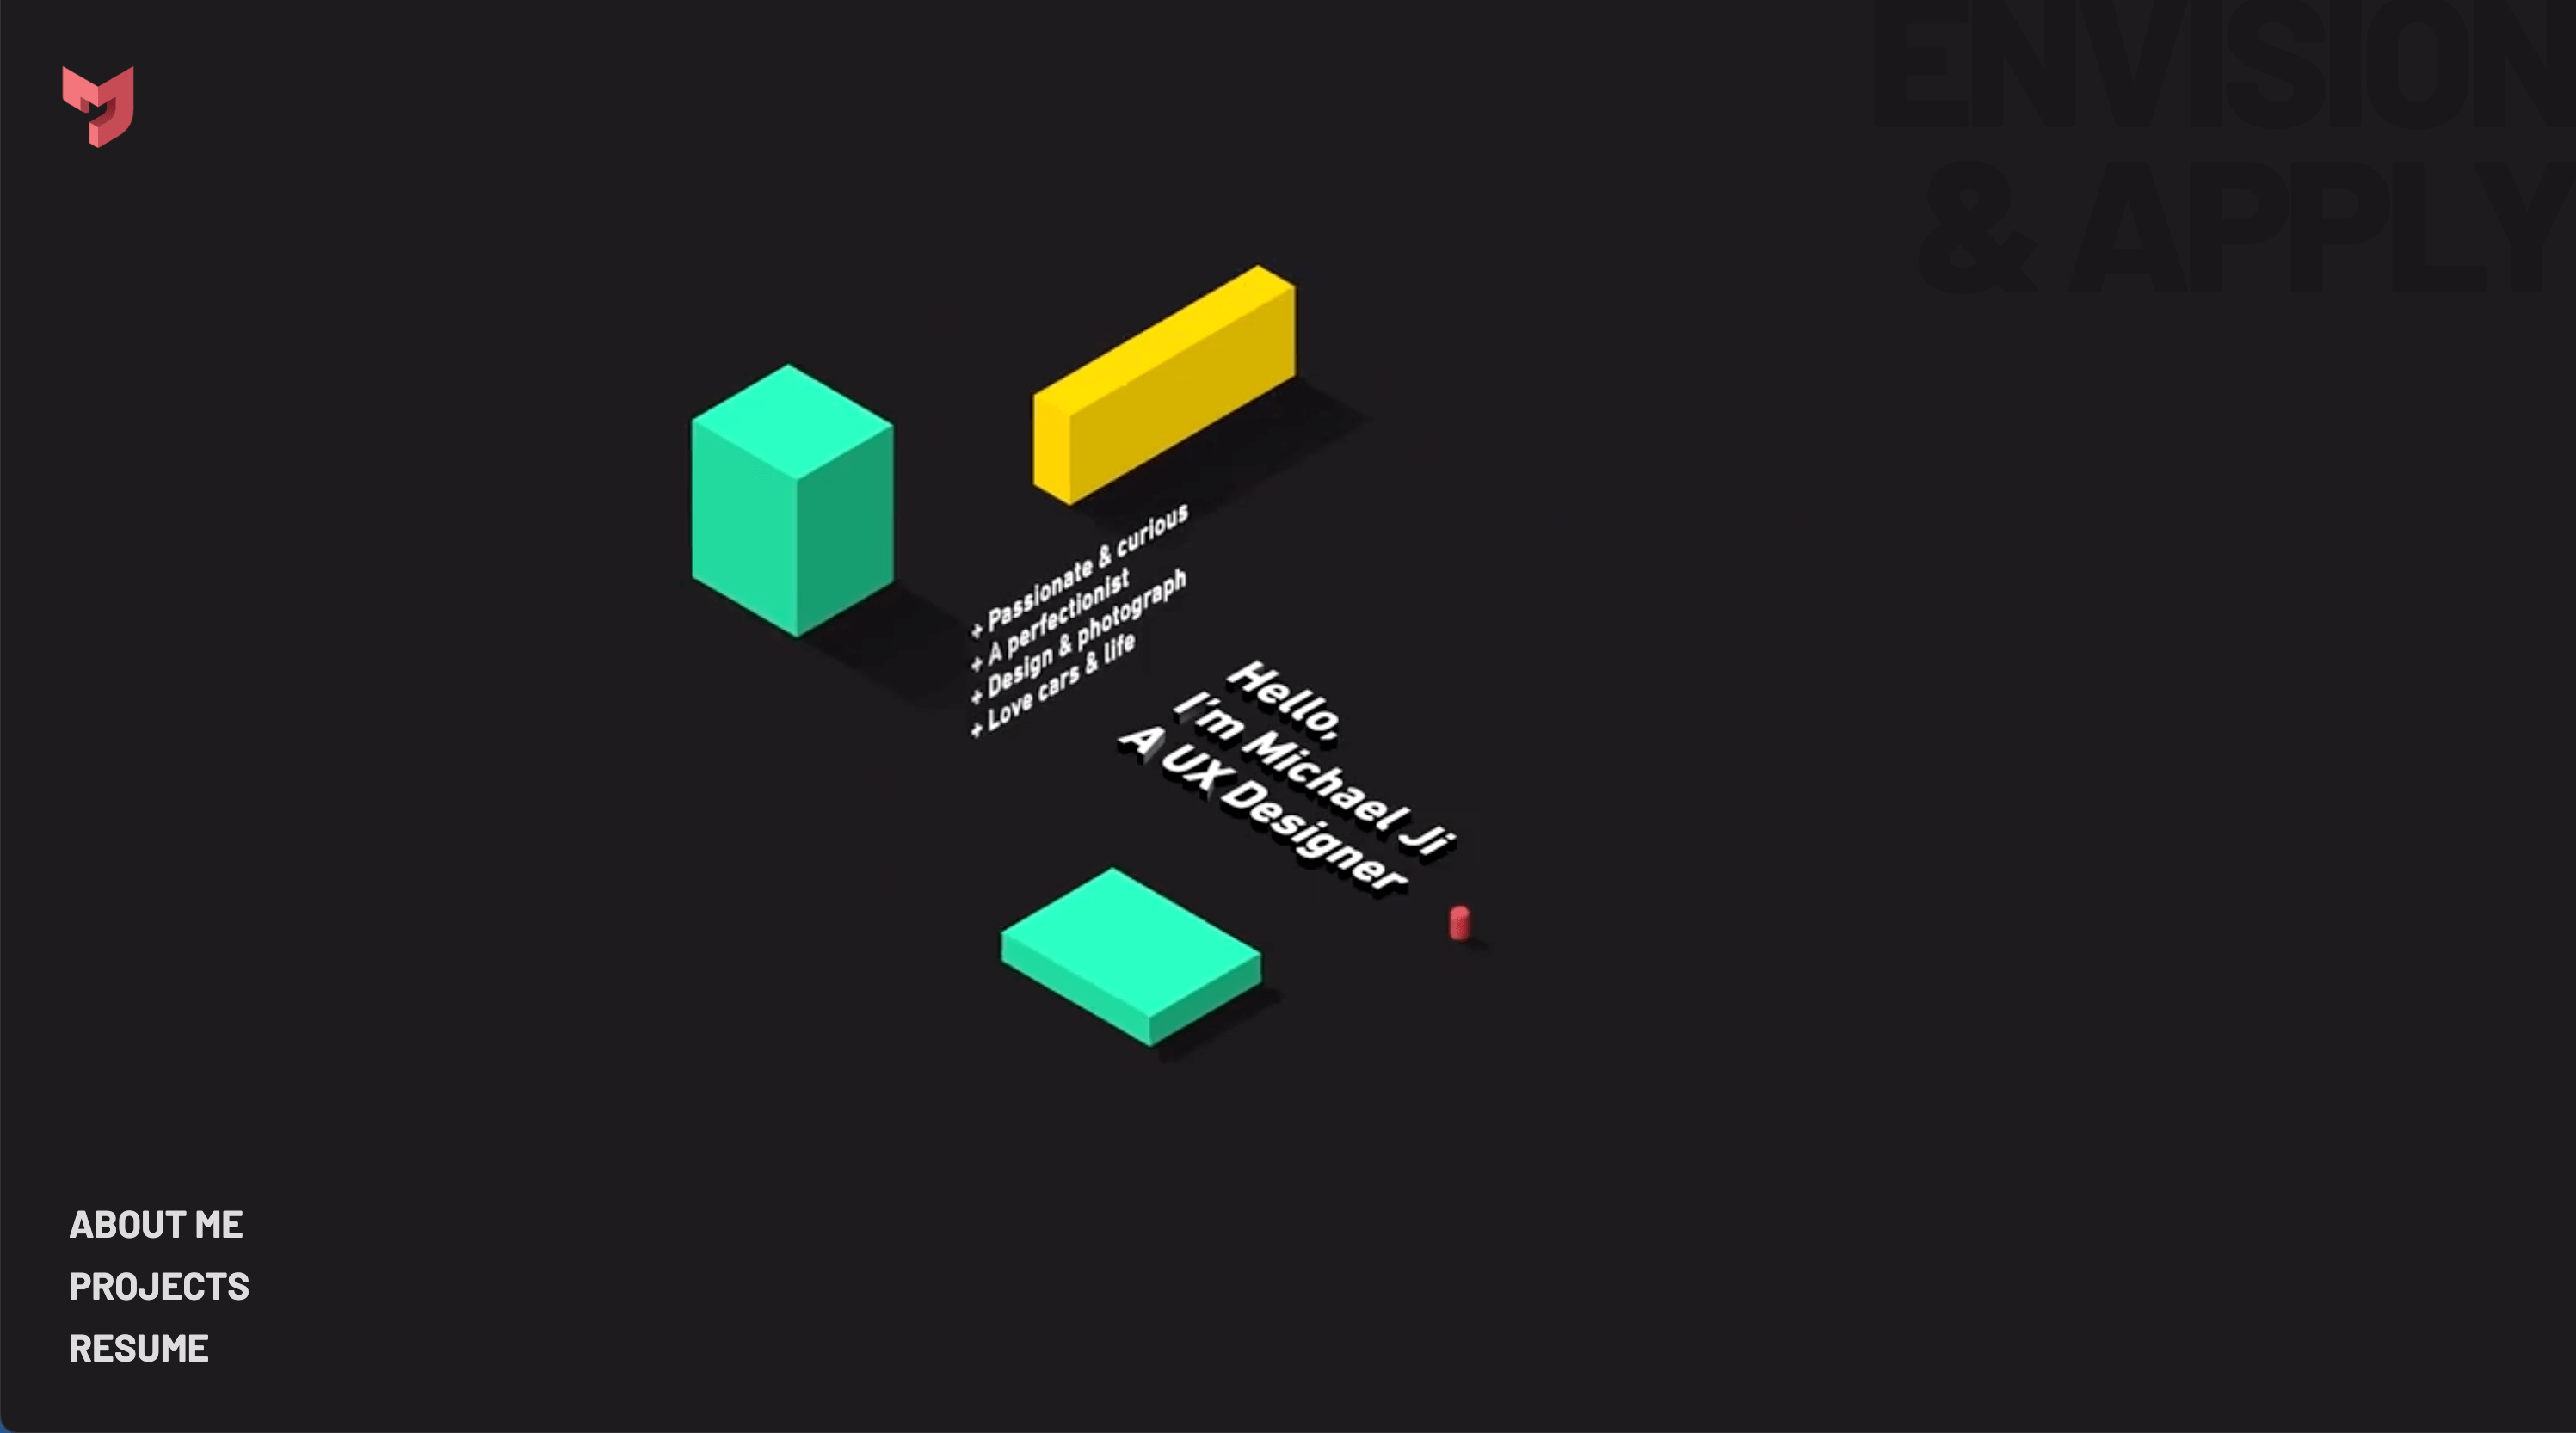 ENVISION
& APPLY
+ Passionate & curious
+ A perfectionist
+ Design & photograph
+ Love cars & life
Hello,
I'm Michael Ji
A UX Designer
ABOUT ME
PROJECTS
RESUME